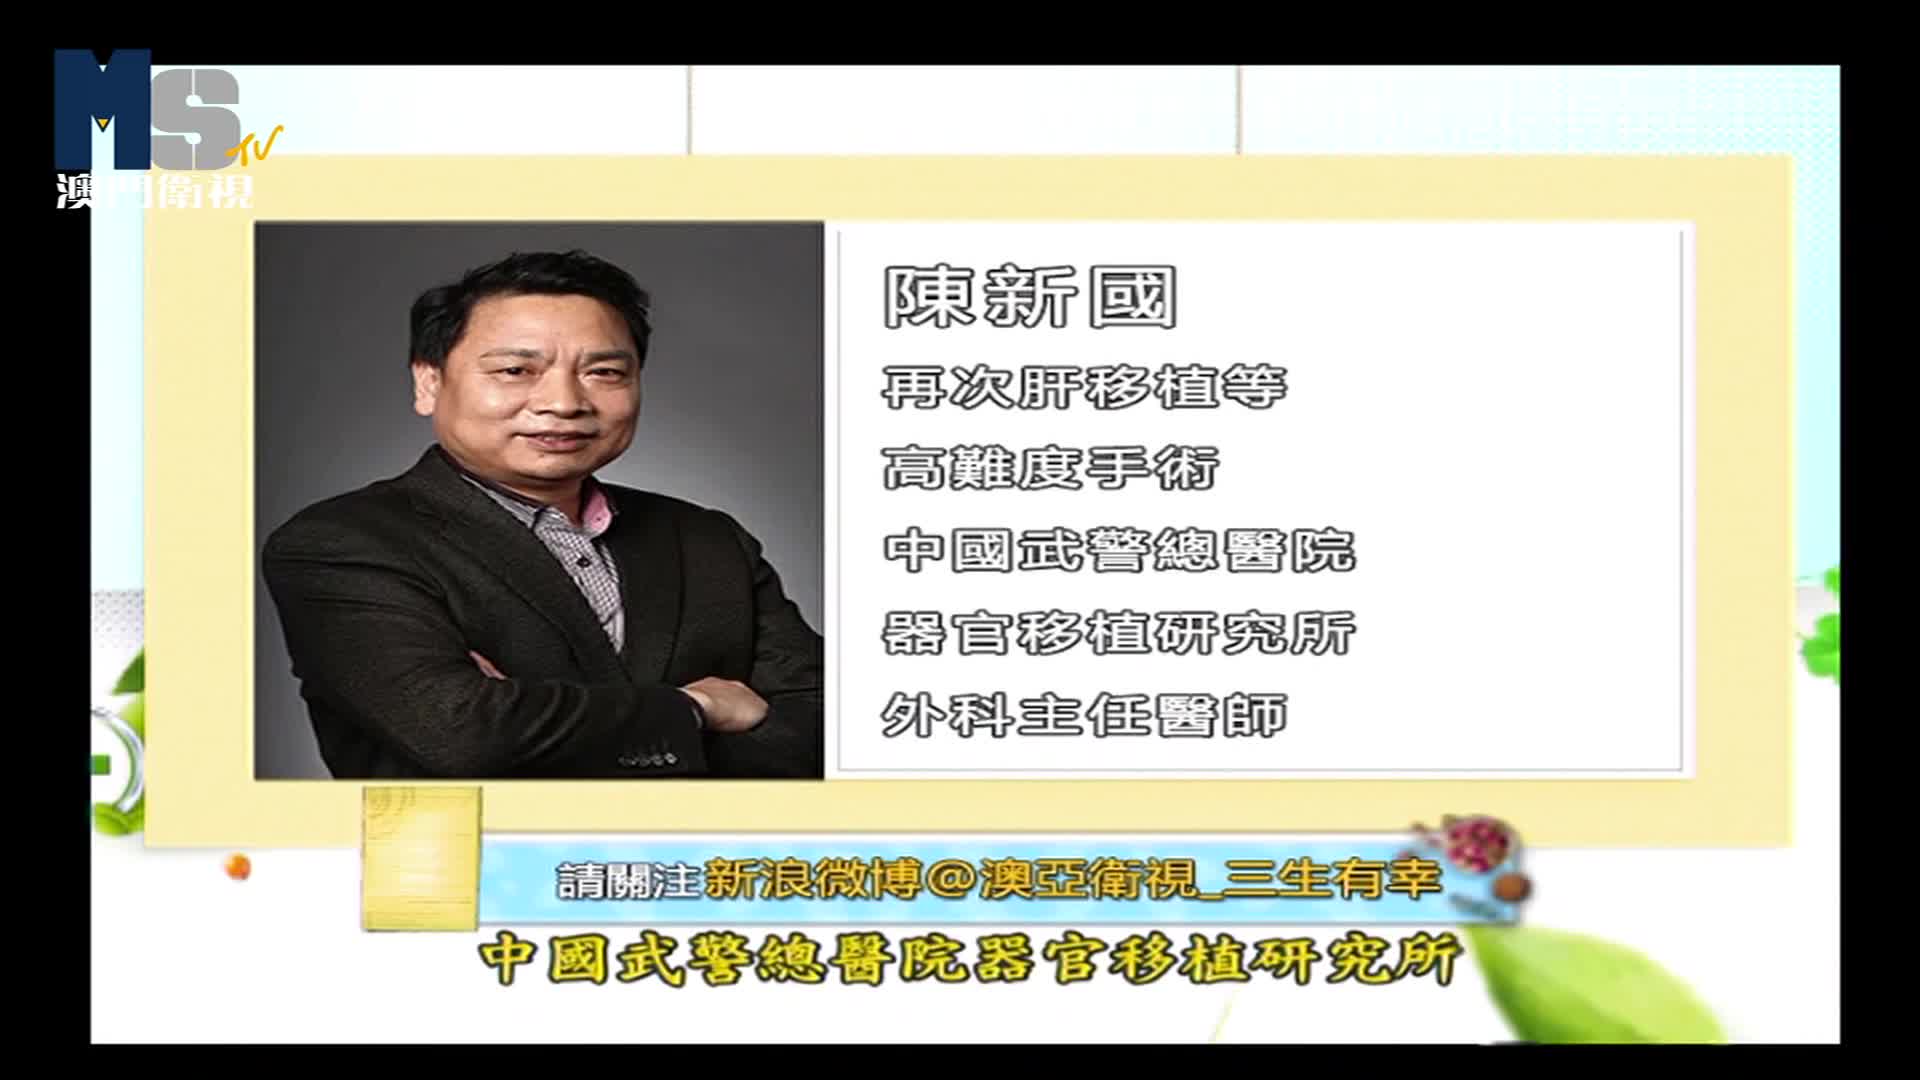 MSTV
澳門衛視
陳新國
再次肝移植等
高難度手術
中國武警總醫院
器官移植研究所
外科主任醫師
請關注新浪微博@澳亞衛視_三生有幸
中國武警總醫院器官移植研究所